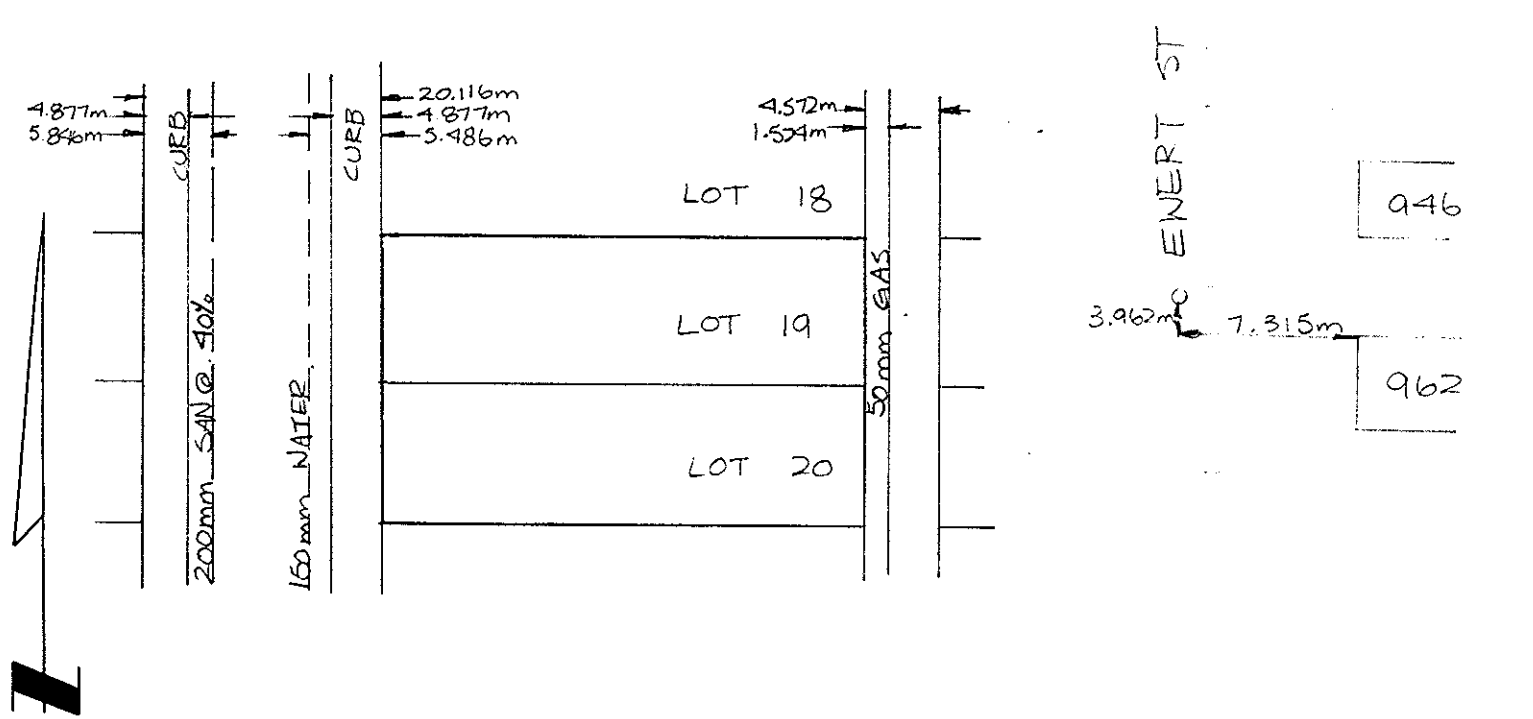 4.877m
5.846m
CURB
20.116m
4.877m
5.486m
CURB
4.572m
1.524m
LOT 18
LOT 19
LOT 20
200mm SAN @ .40%
150mm WATER
50mm GAS
EWERT ST
3.962m
7.315m
946
962